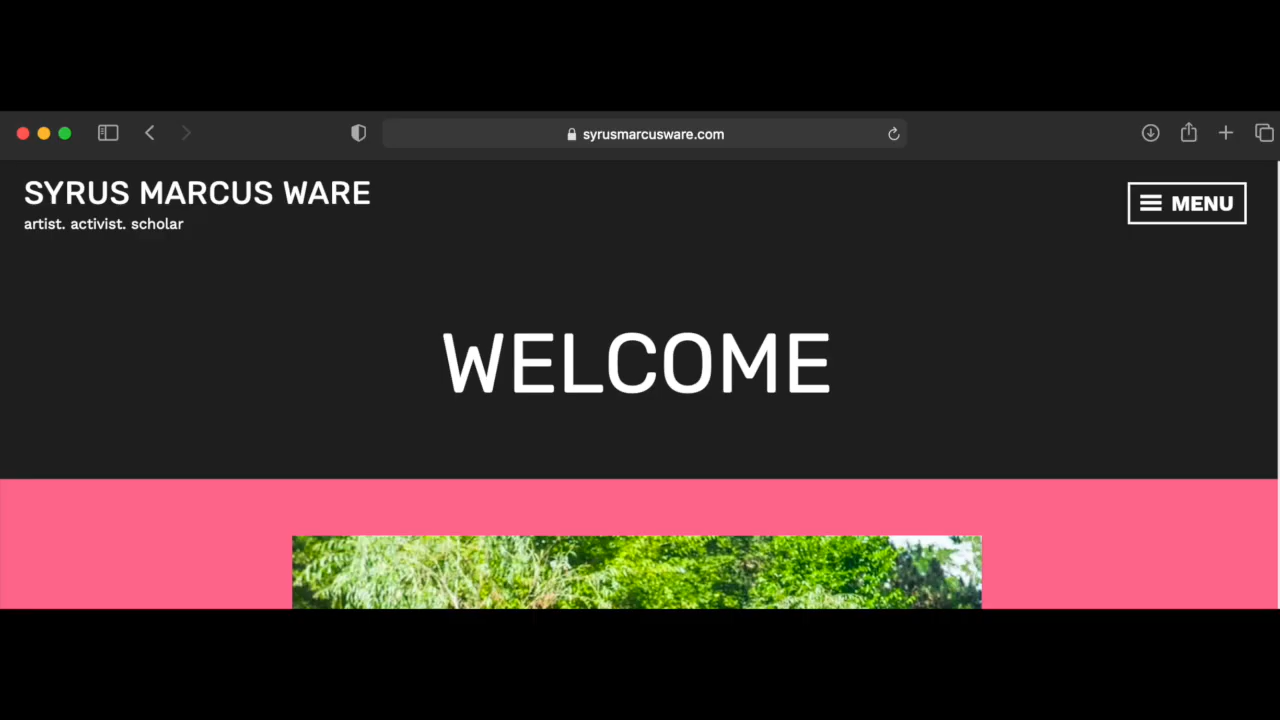 syrusmarcusware.com
SYRUS MARCUS WARE
artist. activist. scholar
MENU
WELCOME